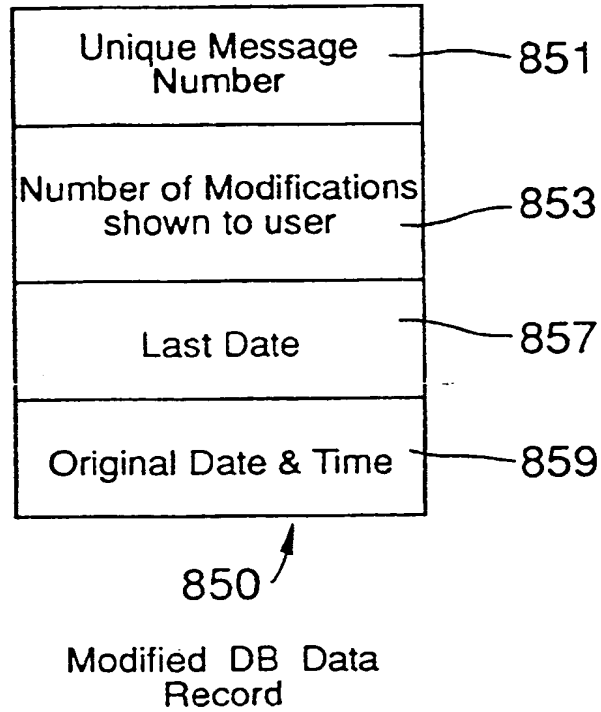 Unique Message
Number
851
Number of Modifications
shown to user
853
Last Date
857
Original Date & Time
859
850
Modified DB Data
Record